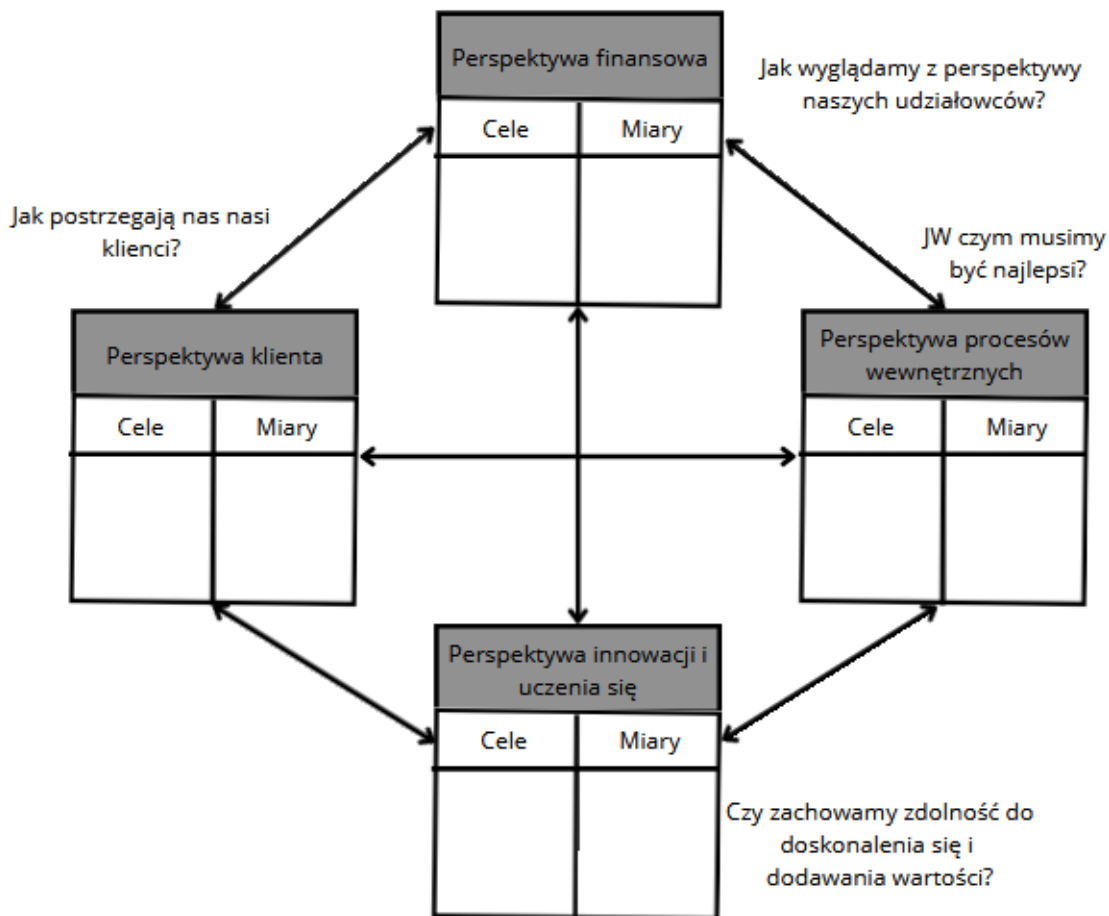 Perspektywa finansowa
Jak wyglądamy z perspektywy
naszych udziałowców?
Cele
Miary
Jak postrzegają nas nasi
klienci?
JW czym musimy
być najlepsi?
Perspektywa klienta
Cele
Miary
Perspektywa procesów
wewnętrznych
Cele
Miary
Perspektywa innowacji i
uczenia się
Cele
Miary
Czy zachowamy zdolność do
doskonalenia się i
dodawania wartości?